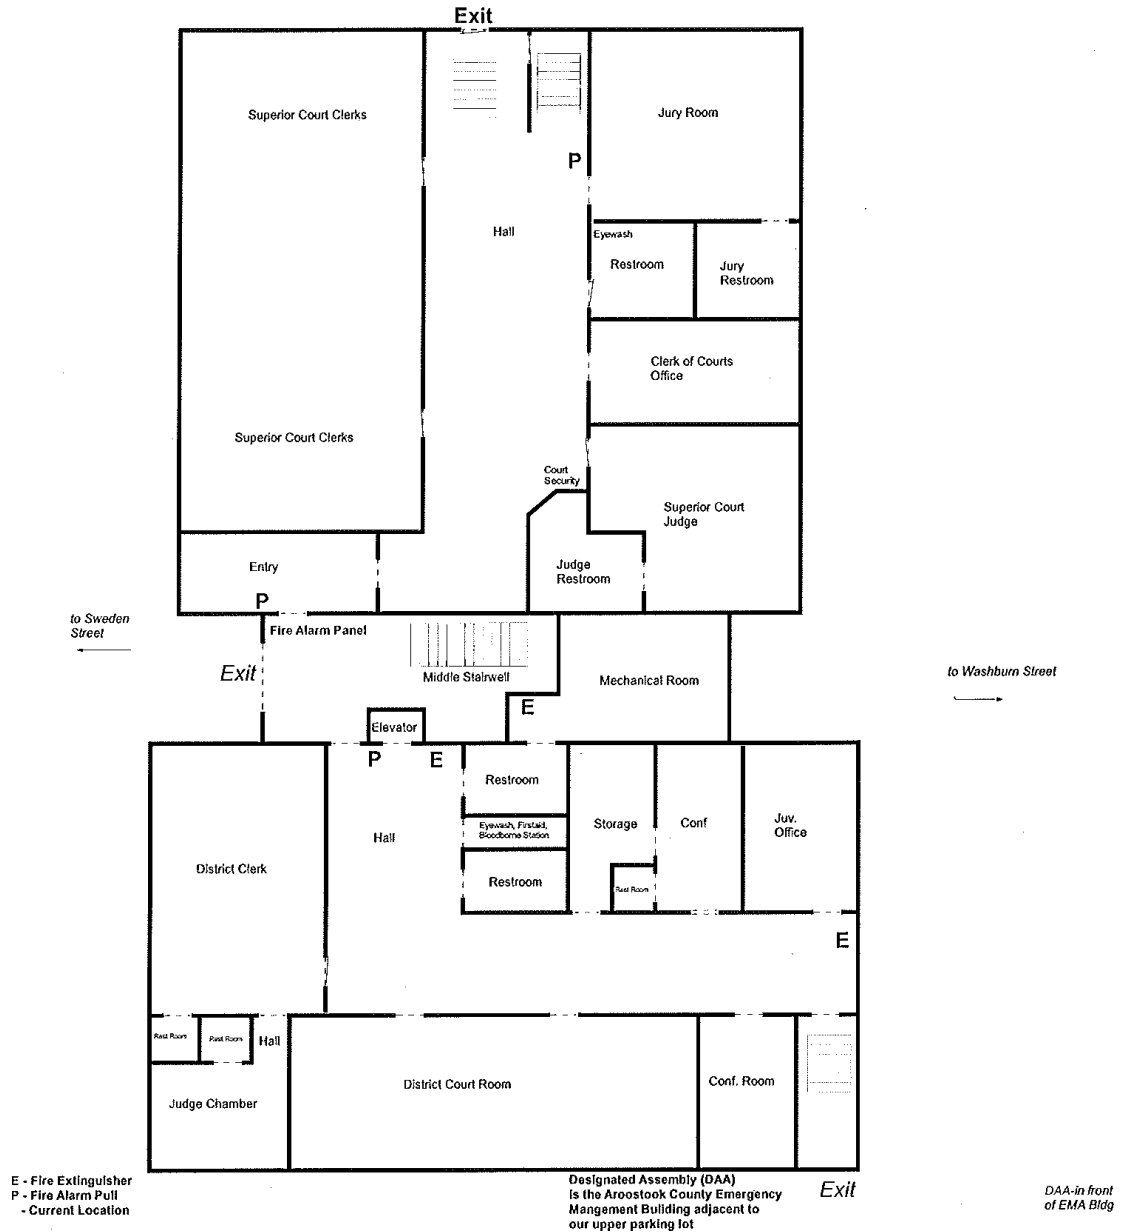 Exit
Superior Court Clerks
Jury Room
P
Hall
Eyewash
Restroom
Jury
Restroom
Clerk of Courts
Office
Superior Court Clerks
Court
Security
Superior Court
Judge
Entry
Judge
Restroom
P
to Sweden
Street
Fire Alarm Panel
Exit
Middle Stairwell
Mechanical Room
to Washburn Street
E
Elevator
P
E
Restroom
Hall
Eyewash, Firstaid,
Bloodborne Station
Storage
Conf
Juv.
Office
District Clerk
Restroom
Rest Room
E
Rest Room
Rest Room
Hall
District Court Room
Conf. Room
Judge Chamber
E - Fire Extinguisher
P - Fire Alarm Pull
- Current Location
Designated Assembly (DAA)
is the Aroostook County Emergency
Mangement Building adjacent to
our upper parking lot
Exit
DAA-in front
of EMA Bldg